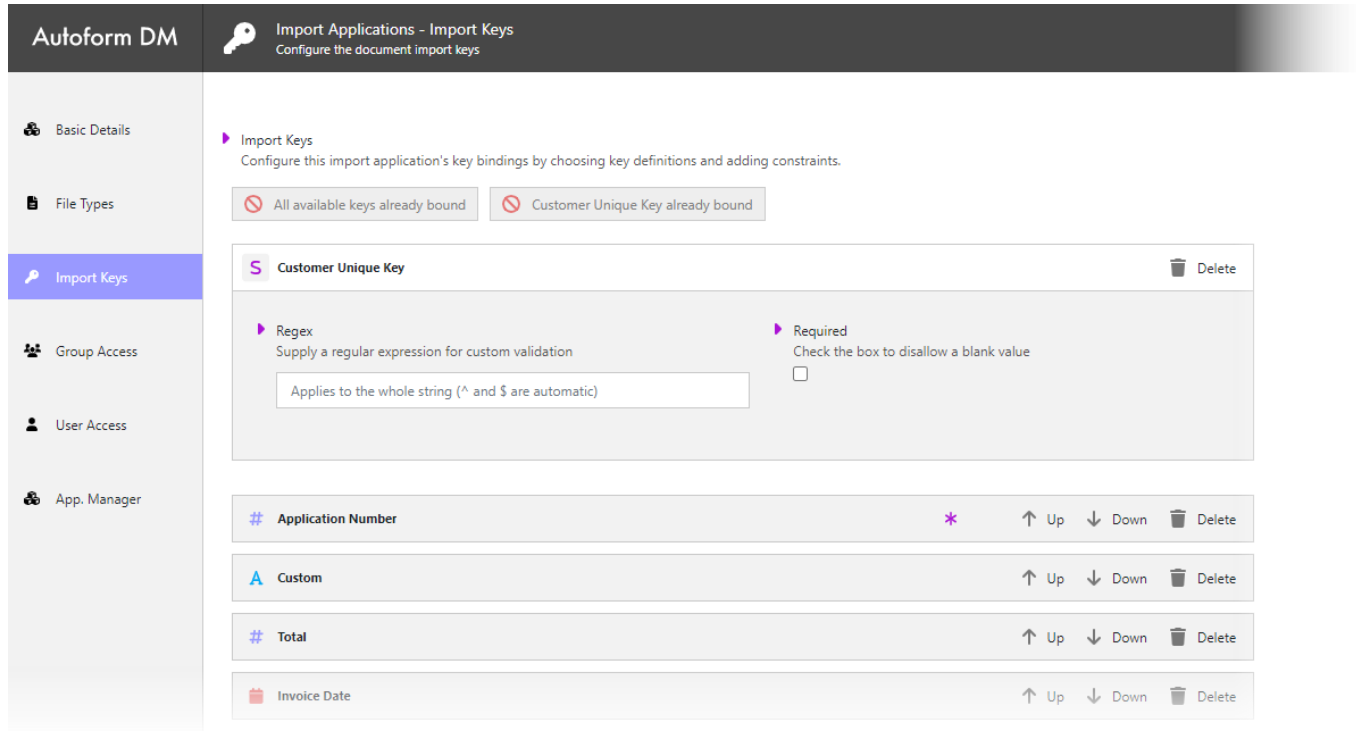 Autoform DM
Import Applications - Import Keys
Configure the document import keys
Basic Details
File Types
Import Keys
Group Access
User Access
App. Manager
Import Keys
Configure this import application's key bindings by choosing key definitions and adding constraints.
All available keys already bound Customer Unique Key already bound
S Customer Unique Key Delete
Regex
Supply a regular expression for custom validation
Applies to the whole string (^ and $ are automatic)
Required
Check the box to disallow a blank value
# Application Number * Up Down Delete
A Custom Up Down Delete
# Total Up Down Delete
Invoice Date Up Down Delete